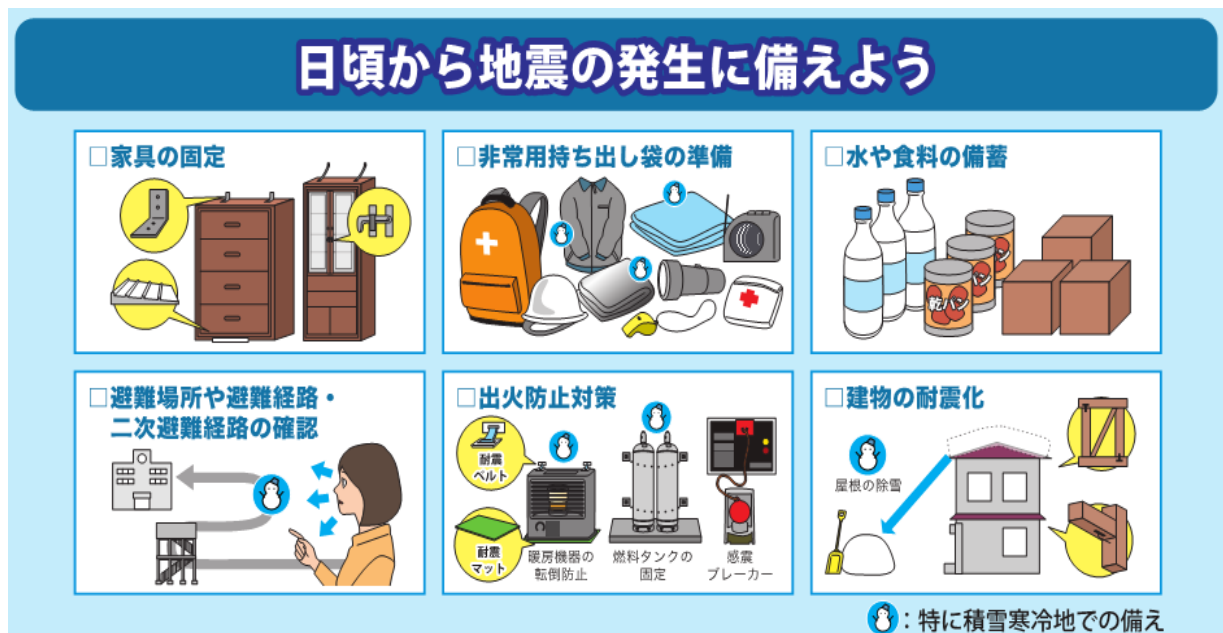 日頃から地震の発生に備えよう
□家具の固定
□非常用持ち出し袋の準備
□水や食料の備蓄
乾パン
乾パン
パン
□避難場所や避難経路・
二次避難経路の確認
□出火防止対策
耐震
ベルト
耐震
マット
暖房機器の
転倒防止
燃料タンクの
固定
感震
ブレーカー
□建物の耐震化
屋根の除雪
：特に積雪寒冷地での備え